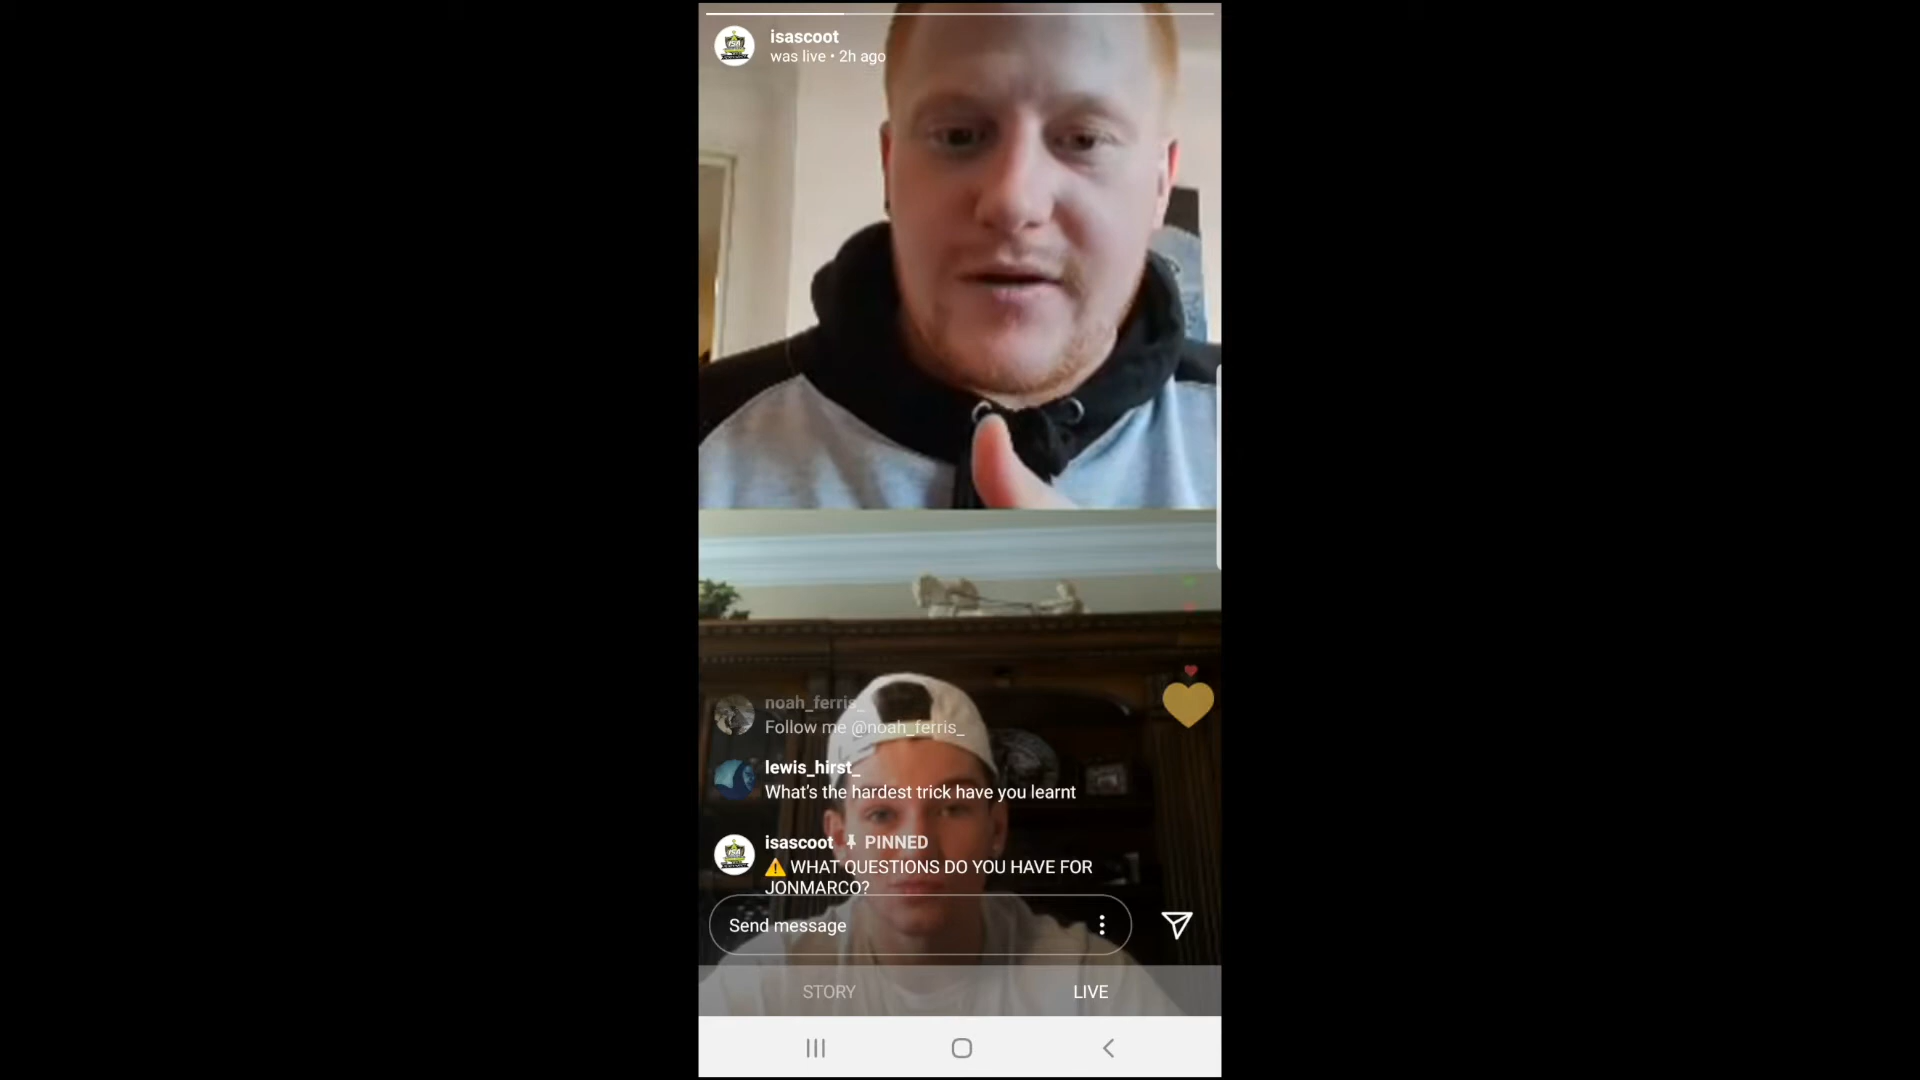 isascoot
was live • 2h ago
noah_ferris_
Follow me @noah_ferris_
lewis_hirst_
What's the hardest trick have you learnt
isascoot PINNED
⚠ WHAT QUESTIONS DO YOU HAVE FOR
JONMARCO?
Send message
STORY
LIVE